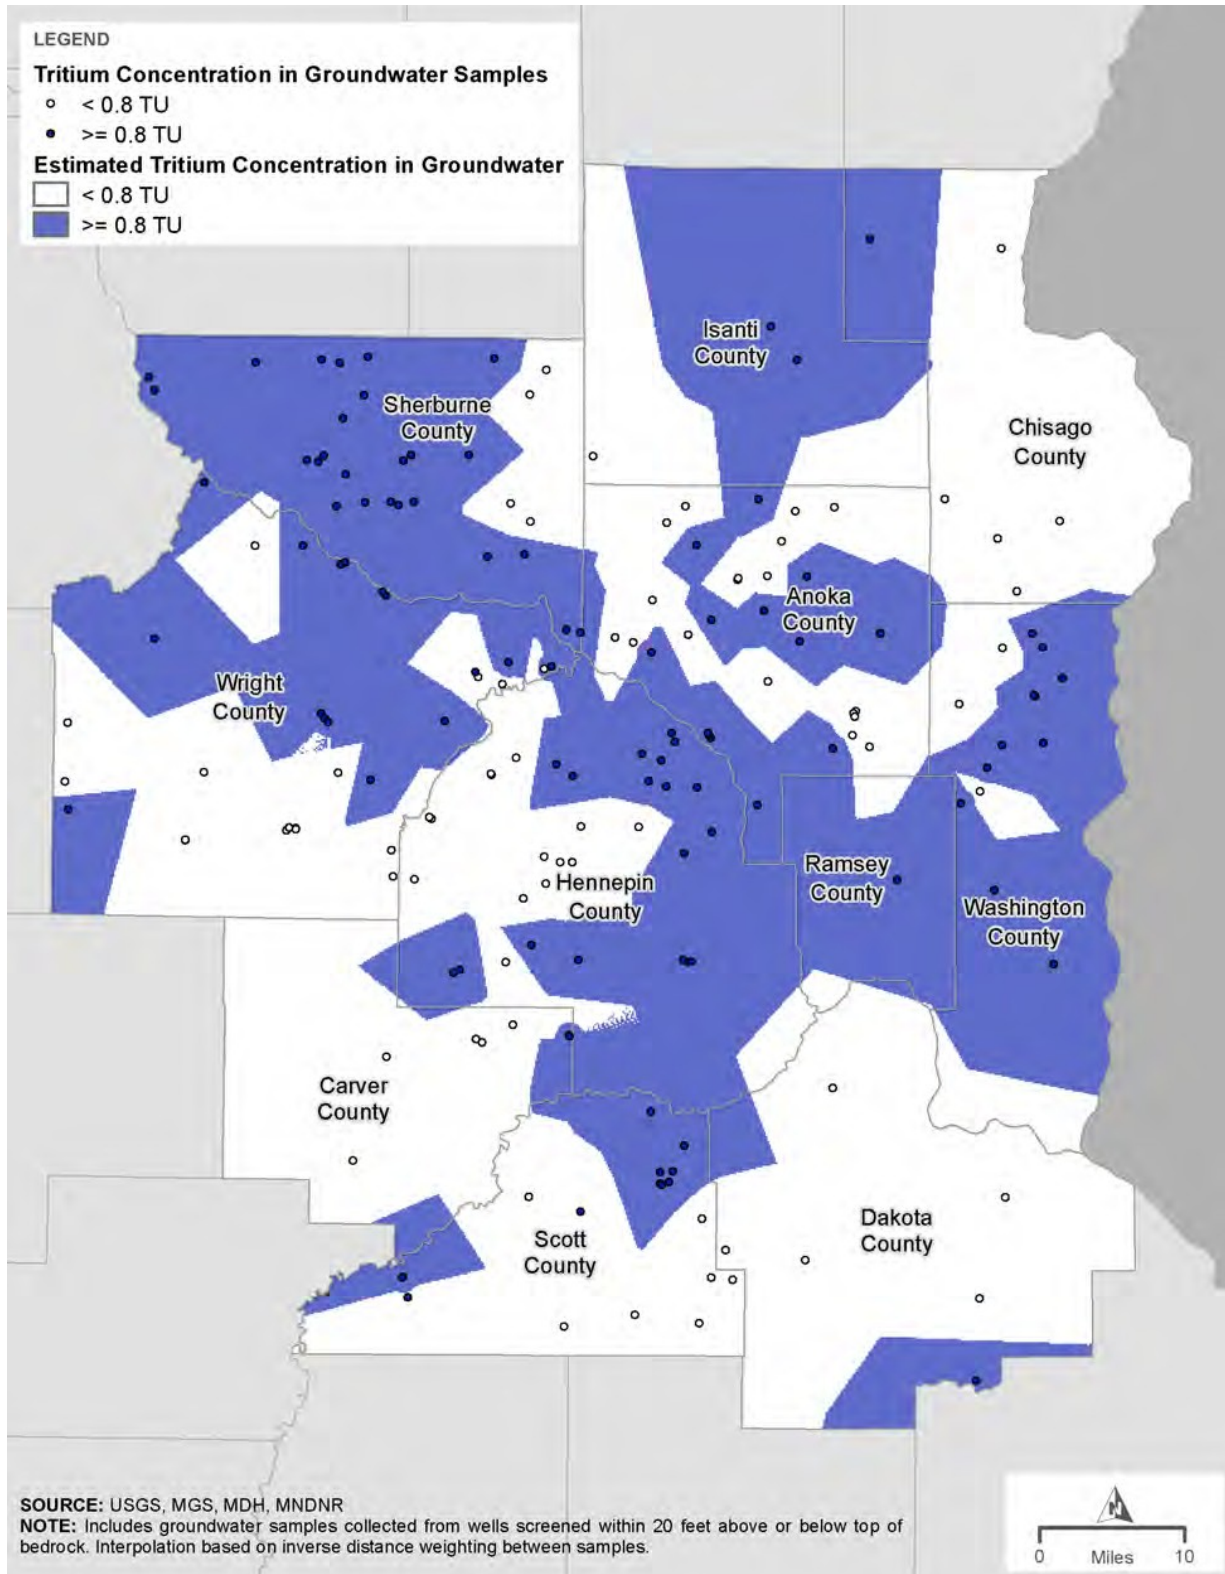 LEGEND
Tritium Concentration in Groundwater Samples
< 0.8 TU
>= 0.8 TU
Estimated Tritium Concentration in Groundwater
< 0.8 TU
>= 0.8 TU
Isanti
County
Sherburne
County
Chisago
County
Anoka
County
Wright
County
Ramsey
County
Hennepin
County
Washington
County
Carver
County
Dakota
County
Scott
County
SOURCE: USGS, MGS, MDH, MNDNR
NOTE: Includes groundwater samples collected from wells screened within 20 feet above or below top of
bedrock. Interpolation based on inverse distance weighting between samples.
N
0 Miles 10